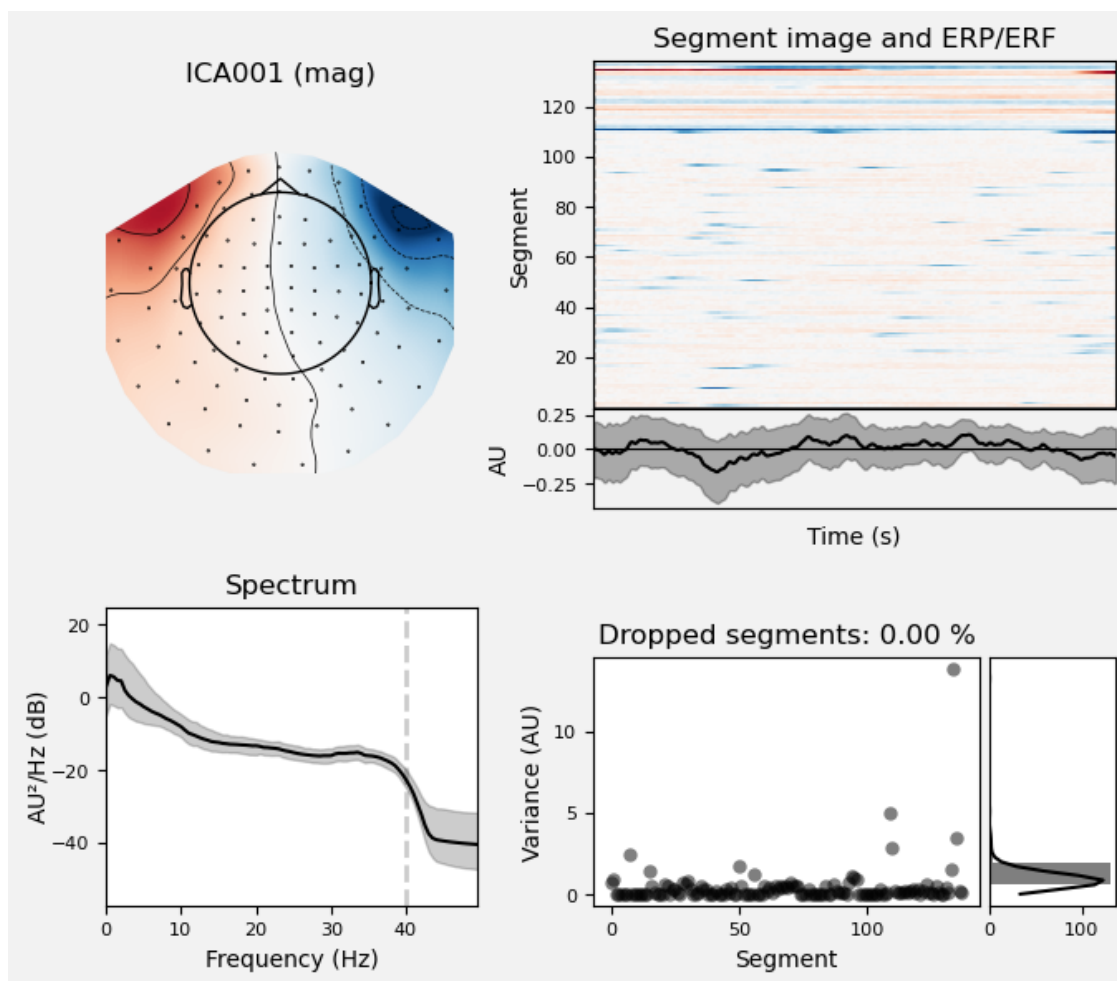 ICA001 (mag)
Segment image and ERP/ERF
120
100
80
60
40
20
Segment
0.25
0.00
−0.25
AU
Time (s)
Spectrum
20
0
−20
−40
AU²/Hz (dB)
0 10 20 30 40
Frequency (Hz)
Dropped segments: 0.00 %
10
5
0
Variance (AU)
0 50 100
Segment
0 100